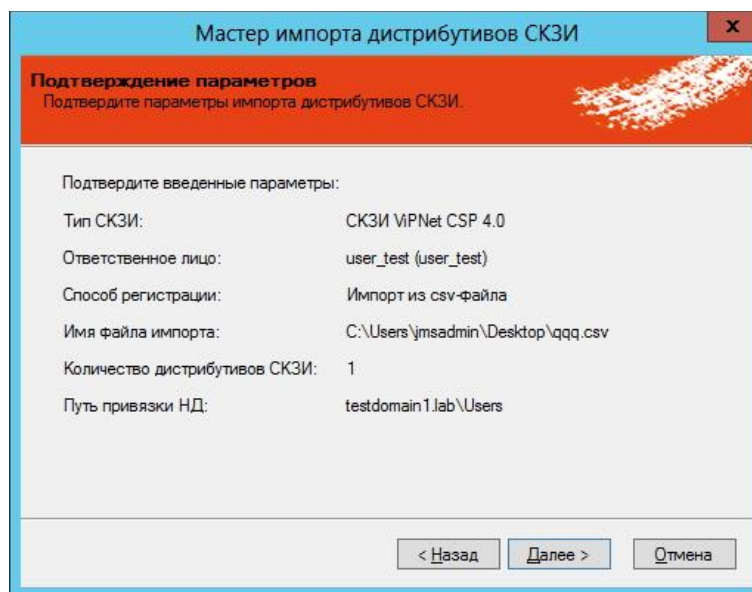 Мастер импорта дистрибутивов СКЗИ
x
Подтверждение параметров
Подтвердите параметры импорта дистрибутивов СКЗИ.
Подтвердите введенные параметры:
Тип СКЗИ: СКЗИ ViPNet CSP 4.0
Ответственное лицо: user_test (user_test)
Способ регистрации: Импорт из csv-файла
Имя файла импорта: C:\Users\jmsadmin\Desktop\qqq.csv
Количество дистрибутивов СКЗИ: 1
Путь привязки НД: testdomain1.lab\Users
< Назад Далее > Отмена